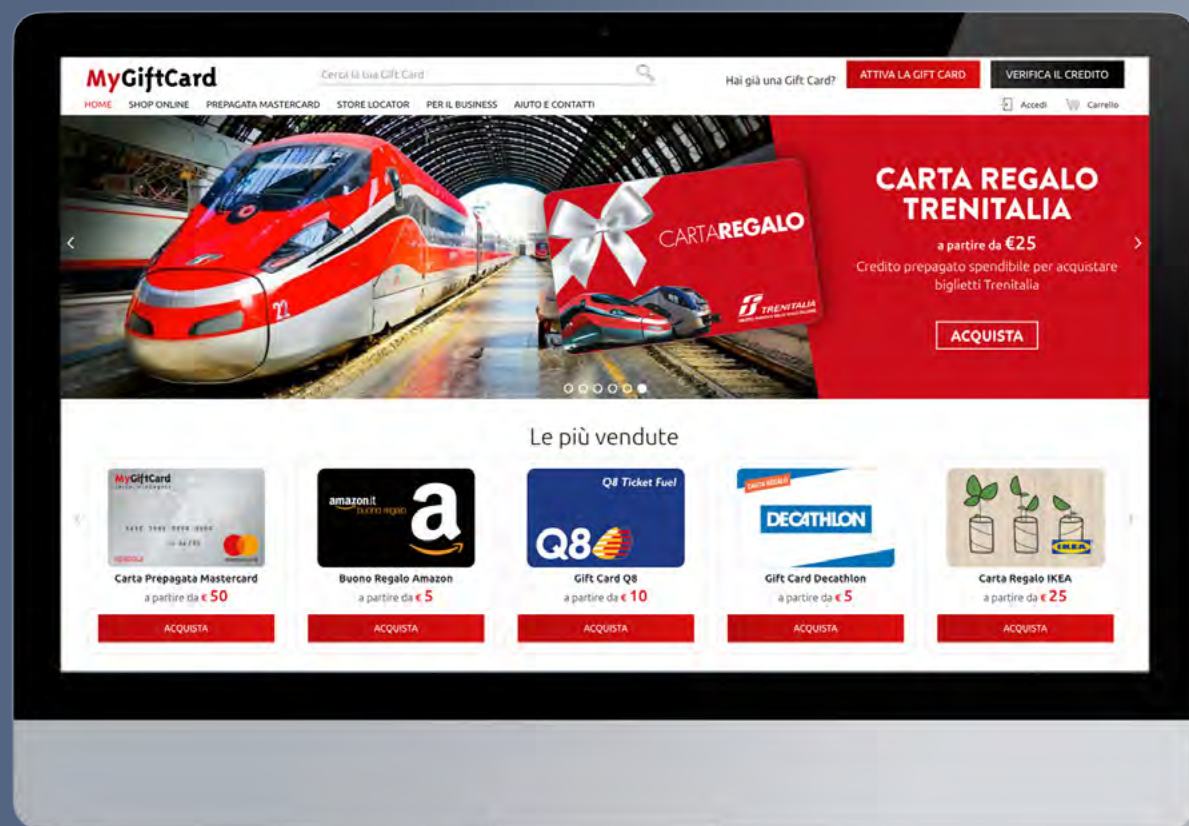 MyGiftCard
Cerca la tua Gift Card
Hai già una Gift Card?
ATTIVA LA GIFT CARD
VERIFICA IL CREDITO
HOME SHOP ONLINE PREPAGATA MASTERCARD STORE LOCATOR PER IL BUSINESS AIUTO E CONTATTI
Accedi Carrello
CARTAREGALO
TRENITALIA
CARTA REGALO
TRENITALIA
a partire da €25
Credito prepagato spendibile per acquistare
biglietti Trenitalia
ACQUISTA
Le più vendute
MyGiftCard
Carta Prepagata Mastercard
a partire da € 50
ACQUISTA
amazon.it
buono regalo
a
Buono Regalo Amazon
a partire da € 5
ACQUISTA
Q8 Ticket Fuel
Q8
Gift Card Q8
a partire da € 10
ACQUISTA
CARTA REGALO
DECATHLON
Gift Card Decathlon
a partire da € 5
ACQUISTA
IKEA
Carta Regalo IKEA
a partire da € 25
ACQUISTA